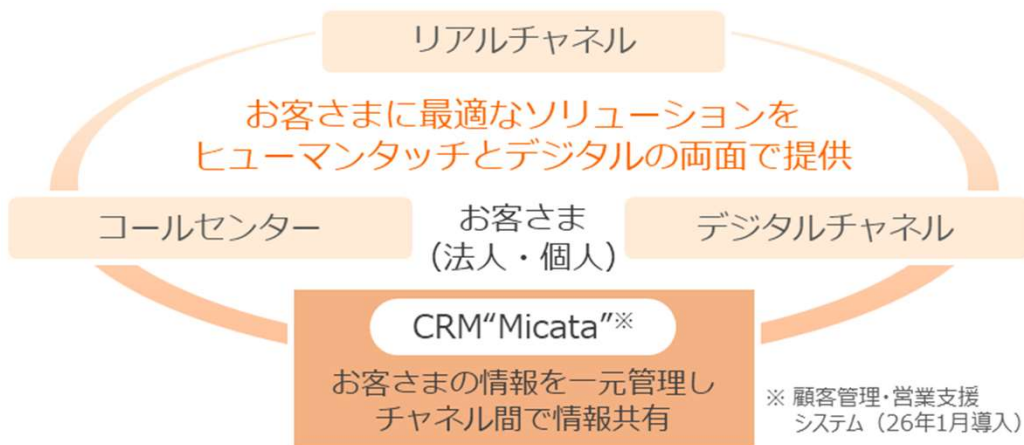 リアルチャネル
お客さまに最適なソリューションを
ヒューマンタッチとデジタルの両面で提供
コールセンター
お客さま
（法人・個人）
デジタルチャネル
CRM“Micata”※
お客さまの情報を一元管理し
チャネル間で情報共有
※ 顧客管理・営業支援
システム（26年1月導入）